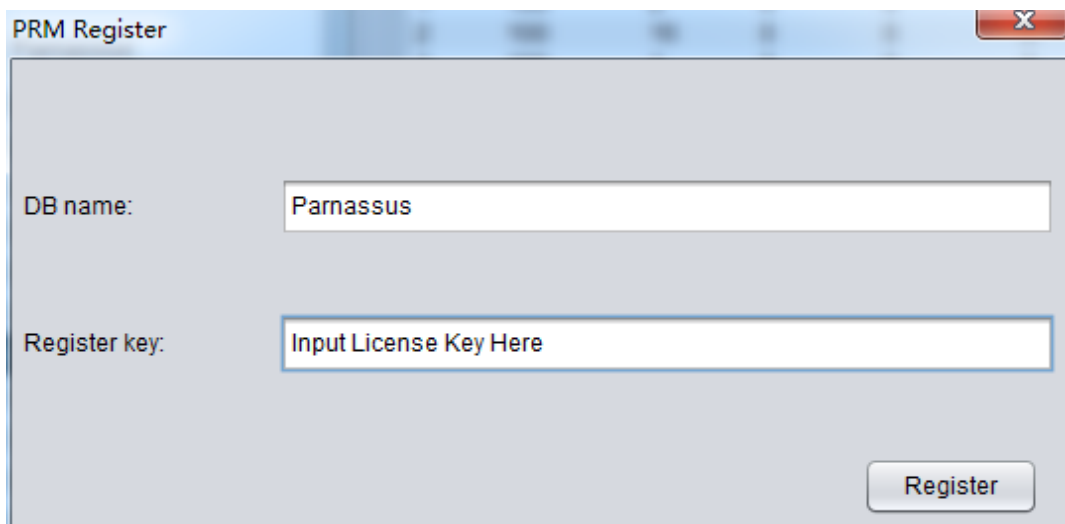 PRM Register
DB name:
Parnassus
Register key:
Input License Key Here
Register